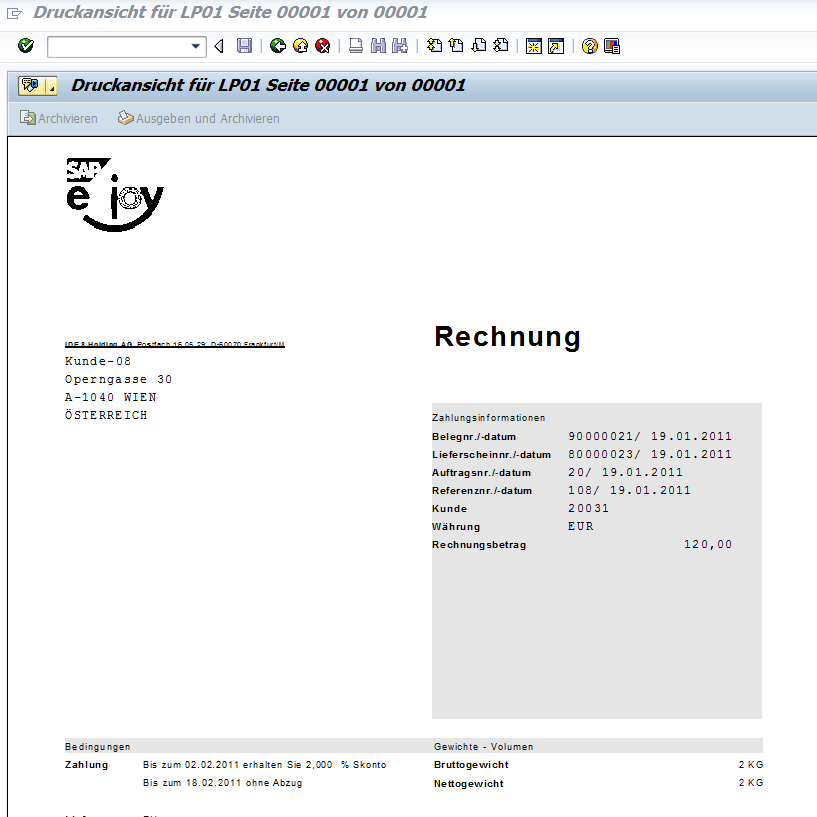 Druckansicht für LP01 Seite 00001 von 00001
Druckansicht für LP01 Seite 00001 von 00001
Archivieren Ausgeben und Archivieren
SAP
e joy
Rechnung
Holding AG, Postfach 16 05 29, D-60070 Frankfurt/M
Kunde-08
Operngasse 30
A-1040 WIEN
ÖSTERREICH
Zahlungsinformationen
Belegnr./-datum 90000021/ 19.01.2011
Lieferscheinnr./-datum 80000023/ 19.01.2011
Auftragsnr./-datum 20/ 19.01.2011
Referenznr./-datum 108/ 19.01.2011
Kunde 20031
Währung EUR
Rechnungsbetrag 120,00
Bedingungen Gewichte - Volumen
Zahlung Bis zum 02.02.2011 erhalten Sie 2,000 % Skonto Bruttogewicht 2 KG
Bis zum 18.02.2011 ohne Abzug Nettogewicht 2 KG